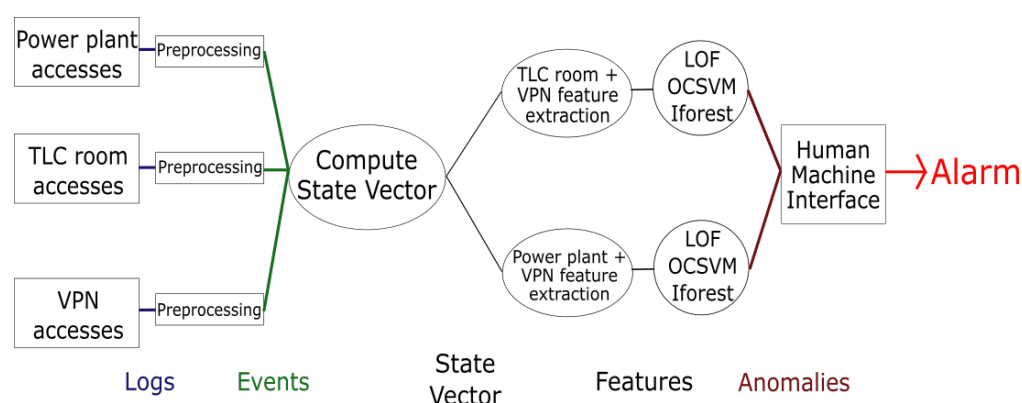 Power plant
accesses
Preprocessing
TLC room
accesses
Preprocessing
VPN
accesses
Preprocessing
Compute
State Vector
TLC room +
VPN feature
extraction
LOF
OCSVM
Iforest
Power plant +
VPN feature
extraction
LOF
OCSVM
Iforest
Human
Machine
Interface
Alarm
Logs
Events
State
Vector
Features
Anomalies